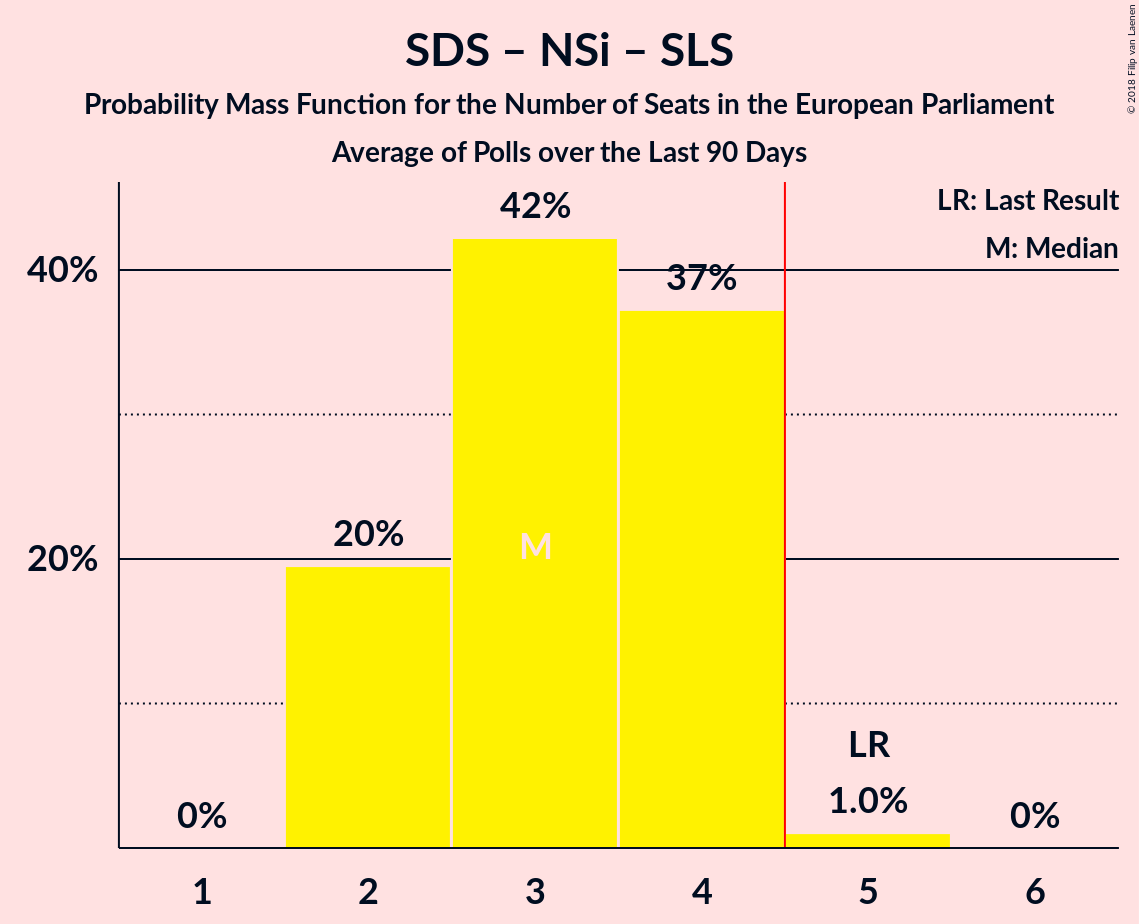 SDS – NSi – SLS
Probability Mass Function for the Number of Seats in the European Parliament
Average of Polls over the Last 90 Days
© 2018 Filip van Laenen
LR: Last Result
M: Median
42%
40%
37%
20%
20%
M
LR
1.0%
0%
0%
1 2 3 4 5 6